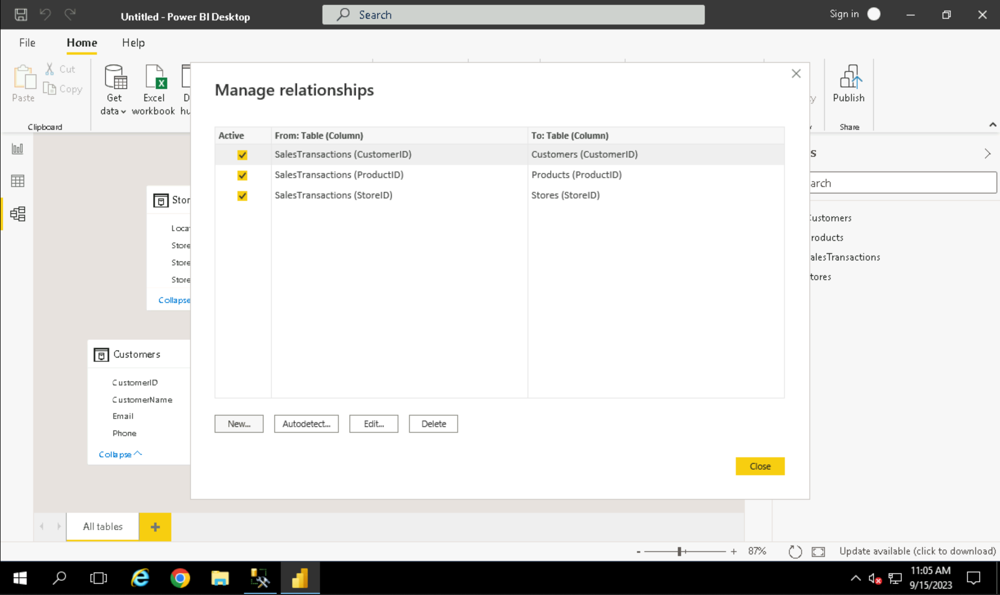 Untitled - Power BI Desktop
Search
Sign in
File
Home
Help
Paste
Cut
Copy
Clipboard
Get
data
Excel
workbook
D
hu
Publish
Share
Manage relationships
Active
From: Table (Column)
To: Table (Column)
SalesTransactions (CustomerID)
Customers (CustomerID)
SalesTransactions (ProductID)
Products (ProductID)
SalesTransactions (StoreID)
Stores (StoreID)
New...
Autodetect...
Edit...
Delete
Close
Stor
Locat
Store
Store
Store
Collapse
Customers
CustomerID
CustomerName
Email
Phone
Collapse
s
arch
ustomers
roducts
alesTransactions
tores
All tables
87%
Update available (click to download)
11:05 AM
9/15/2023